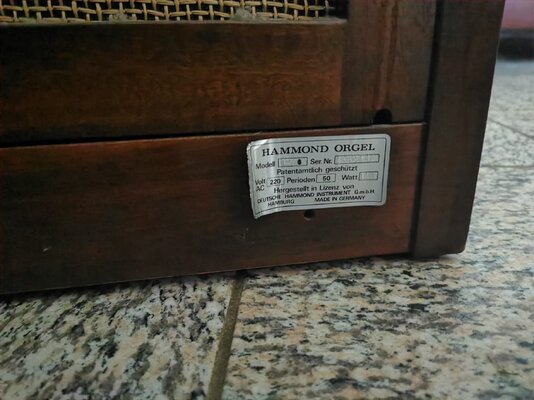 HAMMOND ORGEL
Modell Ser. Nr.
Patentamtlich geschützt
Volt AC 220 Perioden 50 Watt
Hergestellt in Lizenz von
DEUTSCHE HAMMOND INSTRUMENT G.m.b.H.
HAMBURG MADE IN GERMANY